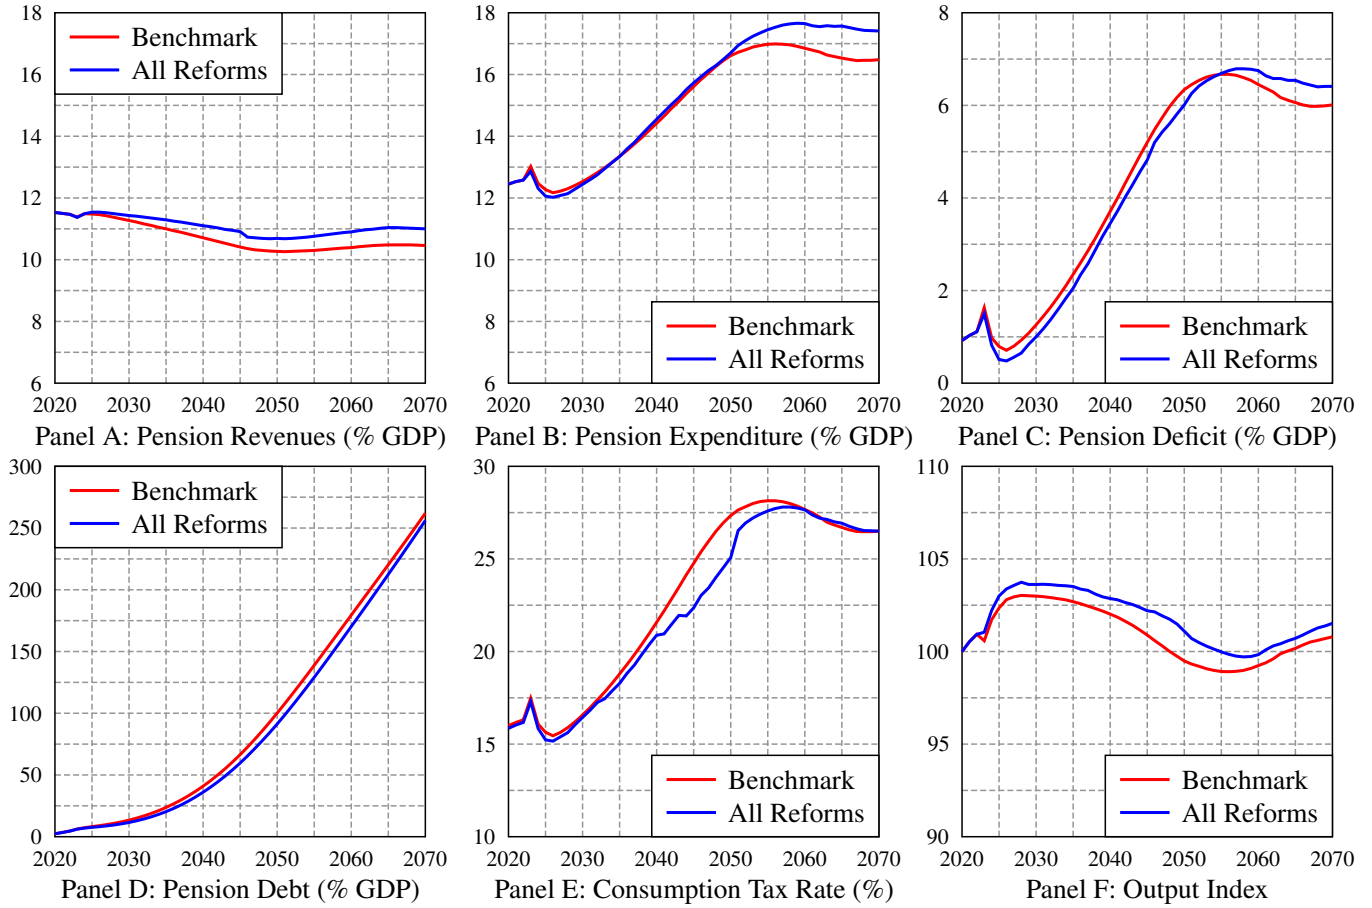 18
16
14
12
10
8
6
2020 2030 2040 2050 2060 2070
Benchmark
All Reforms
Panel A: Pension Revenues (% GDP)
18
16
14
12
10
8
6
2020 2030 2040 2050 2060 2070
Benchmark
All Reforms
Panel B: Pension Expenditure (% GDP)
8
6
4
2
0
2020 2030 2040 2050 2060 2070
Benchmark
All Reforms
Panel C: Pension Deficit (% GDP)
300
250
200
150
100
50
0
2020 2030 2040 2050 2060 2070
Benchmark
All Reforms
Panel D: Pension Debt (% GDP)
30
25
20
15
10
2020 2030 2040 2050 2060 2070
Benchmark
All Reforms
Panel E: Consumption Tax Rate (%)
110
105
100
95
90
2020 2030 2040 2050 2060 2070
Benchmark
All Reforms
Panel F: Output Index